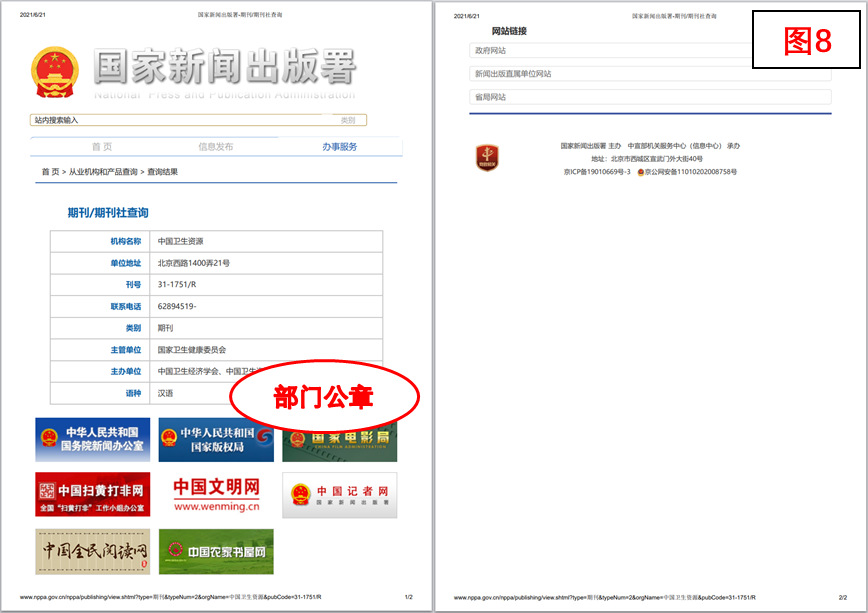 2021/6/21
国家新闻出版署-期刊/期刊社查询
国家新闻出版署
National Press and Publication Administration
站内搜索输入
类别
首 页
信息发布
办事服务
首 页 > 从业机构和产品查询 > 查询结果
期刊/期刊社查询
机构名称 中国卫生资源
单位地址 北京西路1400弄21号
刊号 31-1751/R
联系电话 62894519-
类别 期刊
主管单位 国家卫生健康委员会
主办单位 中国卫生经济学会、中国卫生
语种 汉语
部门公章
中华人民共和国
国务院新闻办公室
中华人民共和国
国家版权局
国家电影局
CHINA FILM ADMINISTRATION
中国扫黄打非网
全国“扫黄打非”工作小组办公室
中国文明网
www.wenming.cn
中国记者网
国家新闻出版署
中国全民阅读网
中国农家书屋网
www.nppa.gov.cn/nppa/publishing/view.shtml?type=期刊&typeNum=2&orgName=中国卫生资源&pubCode=31-1751/R
1/2
2021/6/21
国家新闻出版署-期刊/期刊社查询
图8
网站链接
政府网站
新闻出版直属单位网站
省局网站
国家新闻出版署 主办 中宣部机关服务中心（信息中心） 承办
地址：北京市西城区宣武门外大街40号
京ICP备19010669号-3 京公网安备11010202008758号
www.nppa.gov.cn/nppa/publishing/view.shtml?type=期刊&typeNum=2&orgName=中国卫生资源&pubCode=31-1751/R
2/2